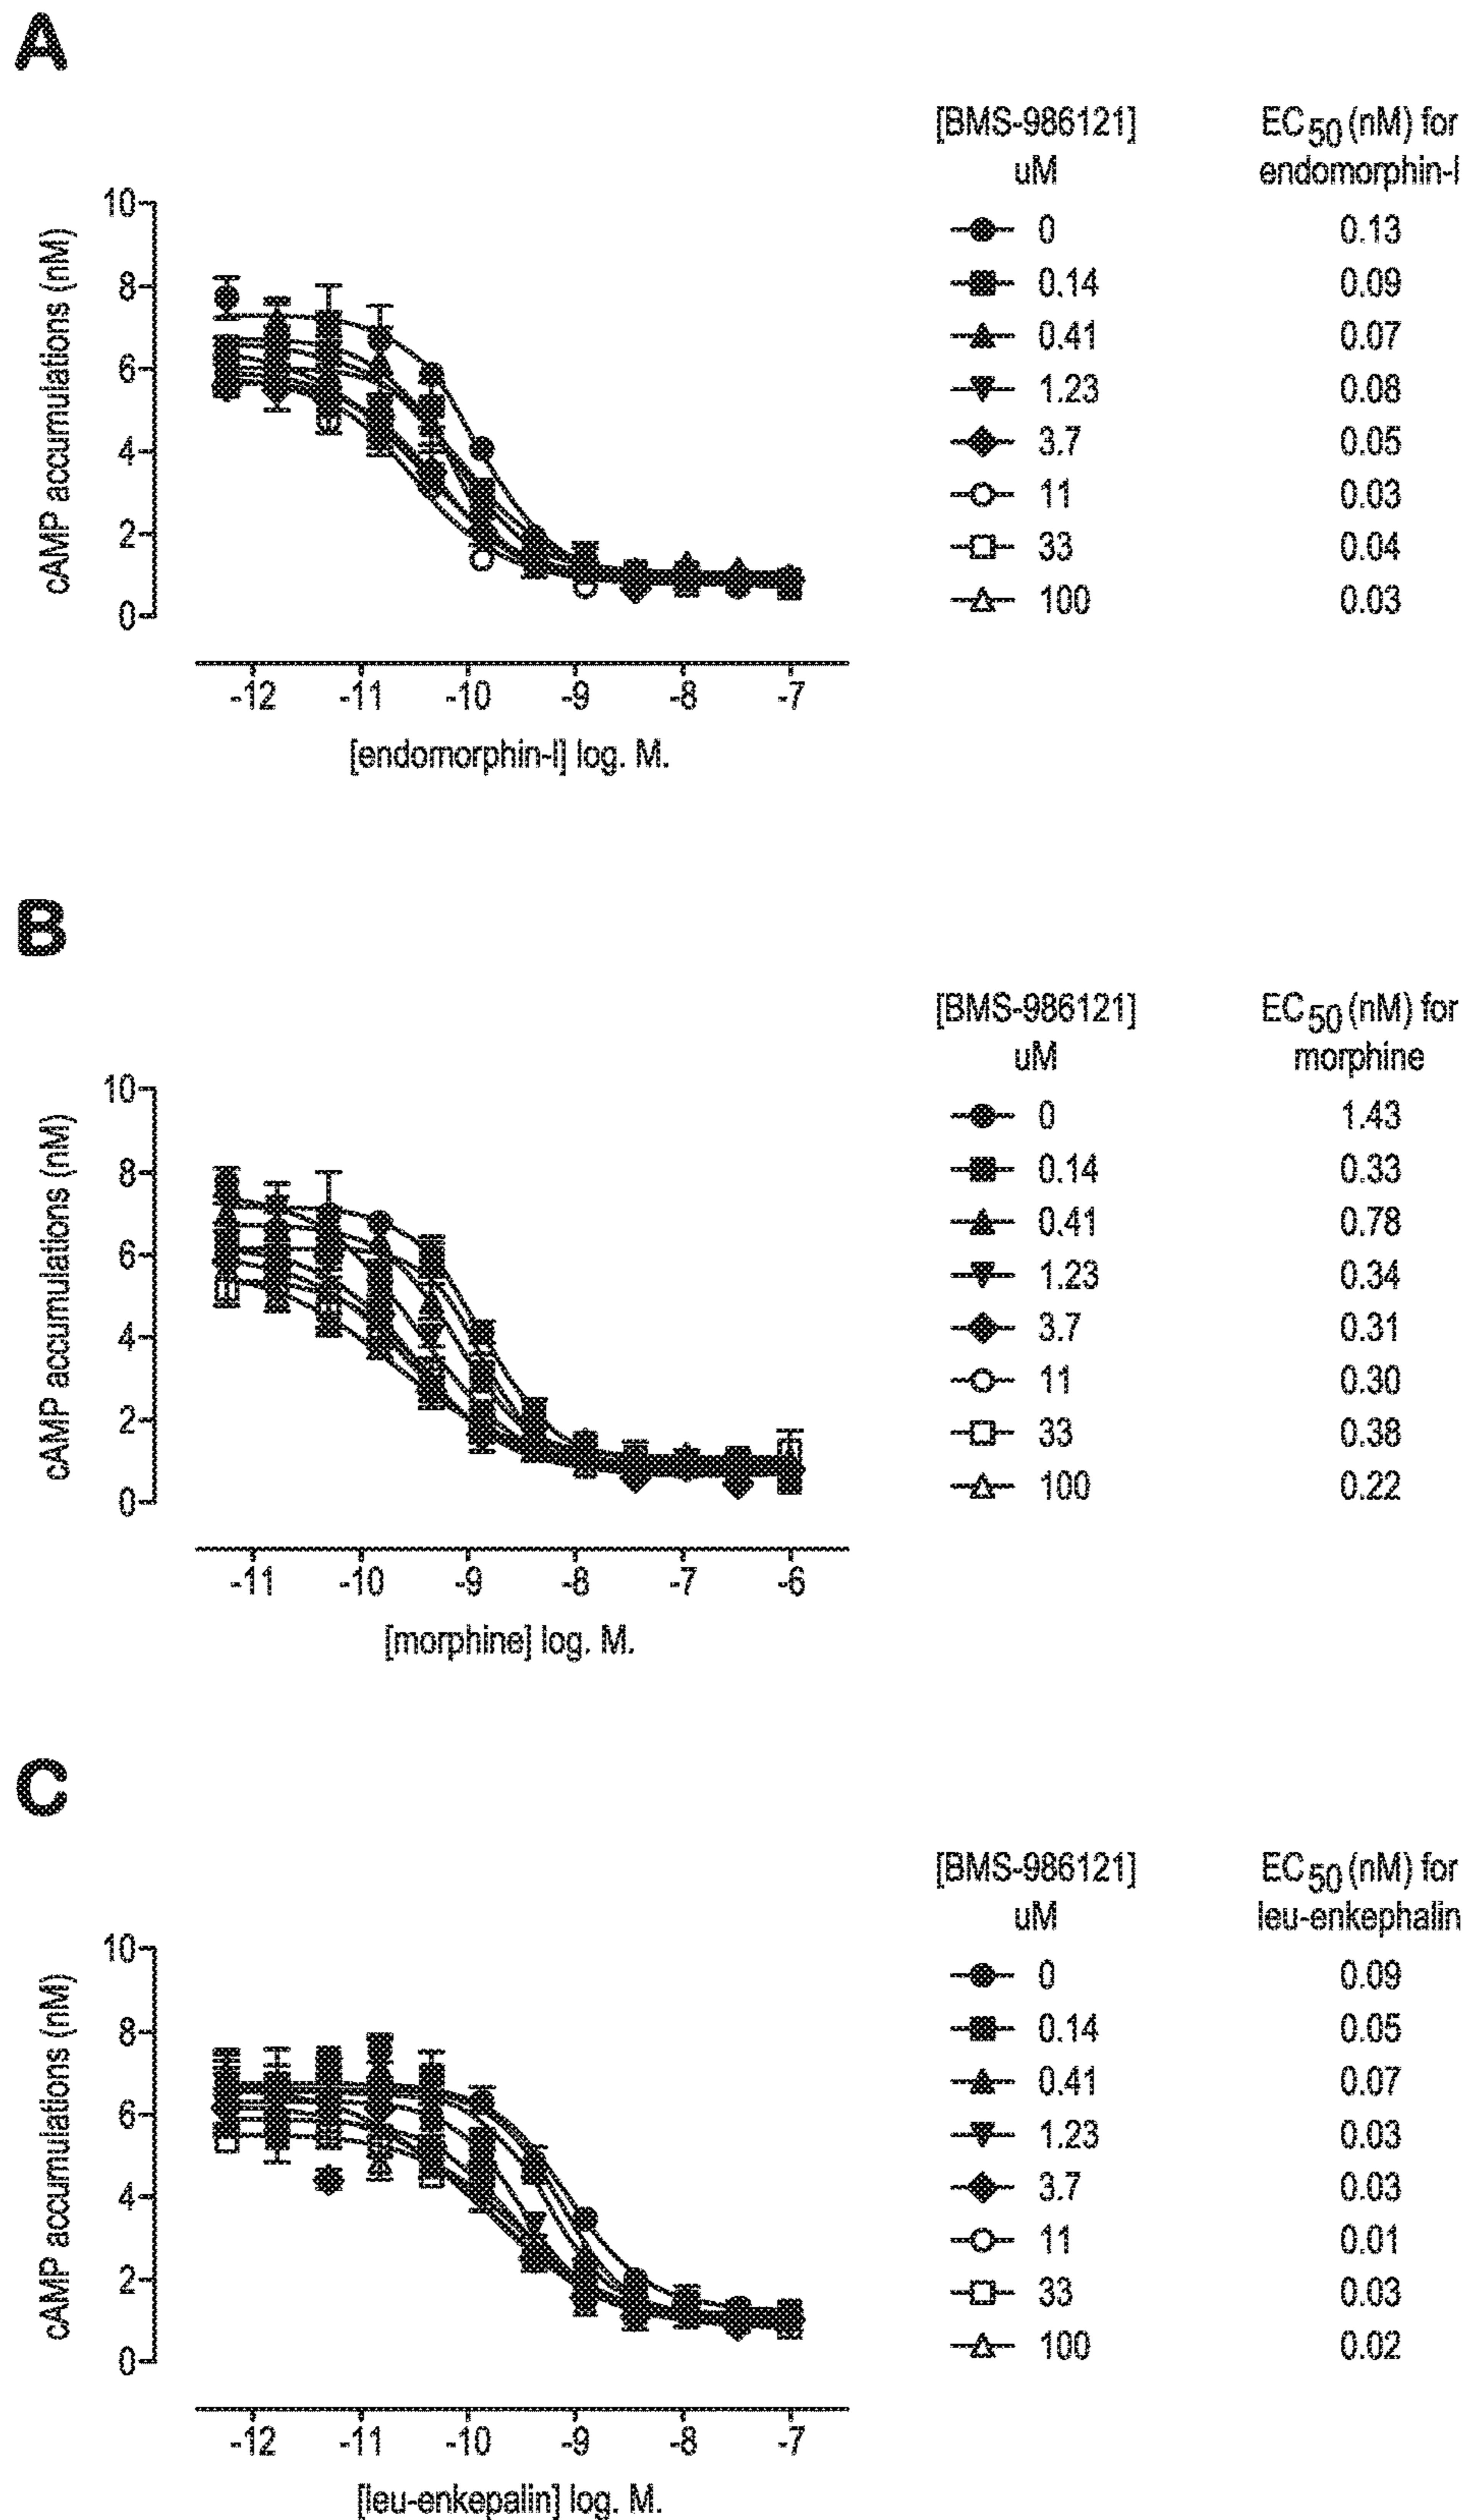 A
[BMS-986121] EC50 (nM) for
uM endomorphin-I
10
8
6
4
2
0
cAMP accumulations (nM)
0 0.13
0.14 0.09
0.41 0.07
1.23 0.08
3.7 0.05
11 0.03
33 0.04
100 0.03
-12 -11 -10 -9 -8 -7
[endomorphin-I] log. M.
B
[BMS-986121] EC50 (nM) for
uM morphine
10
8
6
4
2
0
cAMP accumulations (nM)
0 1.43
0.14 0.33
0.41 0.78
1.23 0.34
3.7 0.31
11 0.30
33 0.38
100 0.22
-11 -10 -9 -8 -7 -6
[morphine] log. M.
C
[BMS-986121] EC50 (nM) for
uM leu-enkephalin
10
8
6
4
2
0
cAMP accumulations (nM)
0 0.09
0.14 0.05
0.41 0.07
1.23 0.03
3.7 0.03
11 0.01
33 0.03
100 0.02
-12 -11 -10 -9 -8 -7
[leu-enkepalin] log. M.